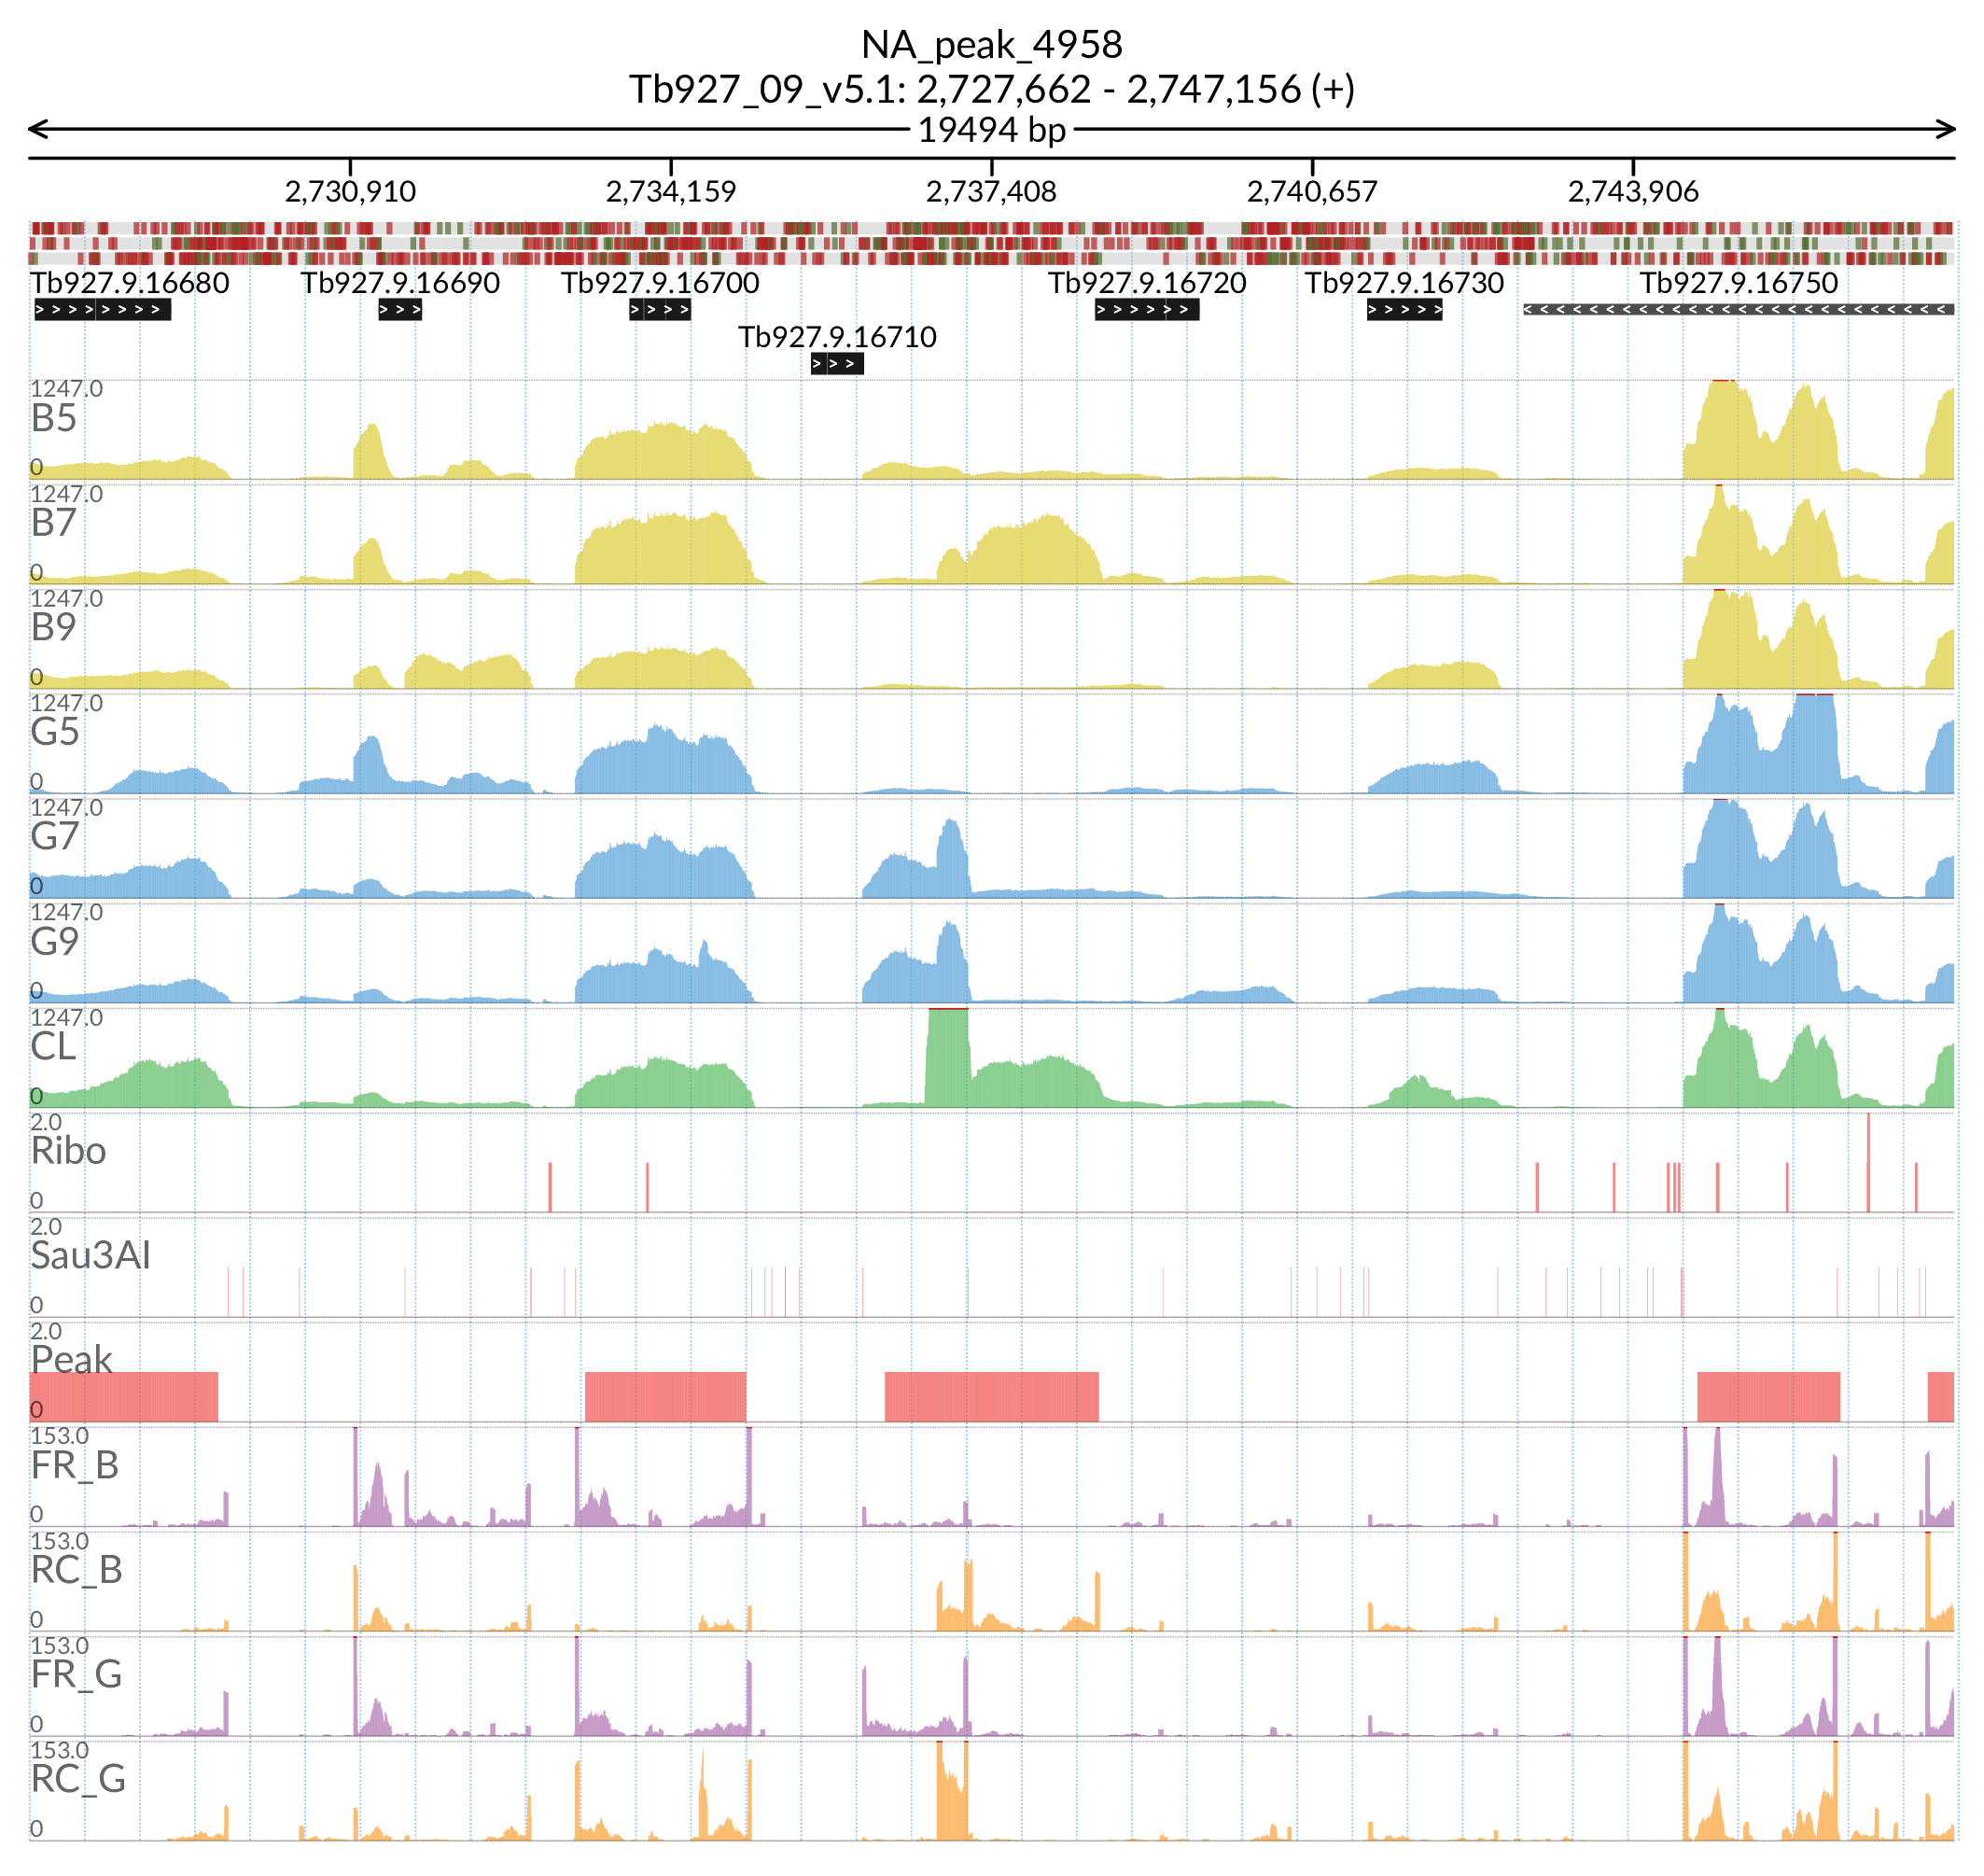 NA_peak_4958
Tb927_09_v5.1: 2,727,662 - 2,747,156 (+)
19494 bp
2,730,910 2,734,159 2,737,408 2,740,657 2,743,906
Tb927.9.16680 Tb927.9.16690 Tb927.9.16700 Tb927.9.16720 Tb927.9.16730 Tb927.9.16750
Tb927.9.16710
1247.0
B5
0
1247.0
B7
0
1247.0
B9
0
1247.0
G5
0
1247.0
G7
0
1247.0
G9
0
1247.0
CL
0
2.0
Ribo
0
2.0
Sau3AI
0
2.0
Peak
0
153.0
FR_B
0
153.0
RC_B
0
153.0
FR_G
0
153.0
RC_G
0